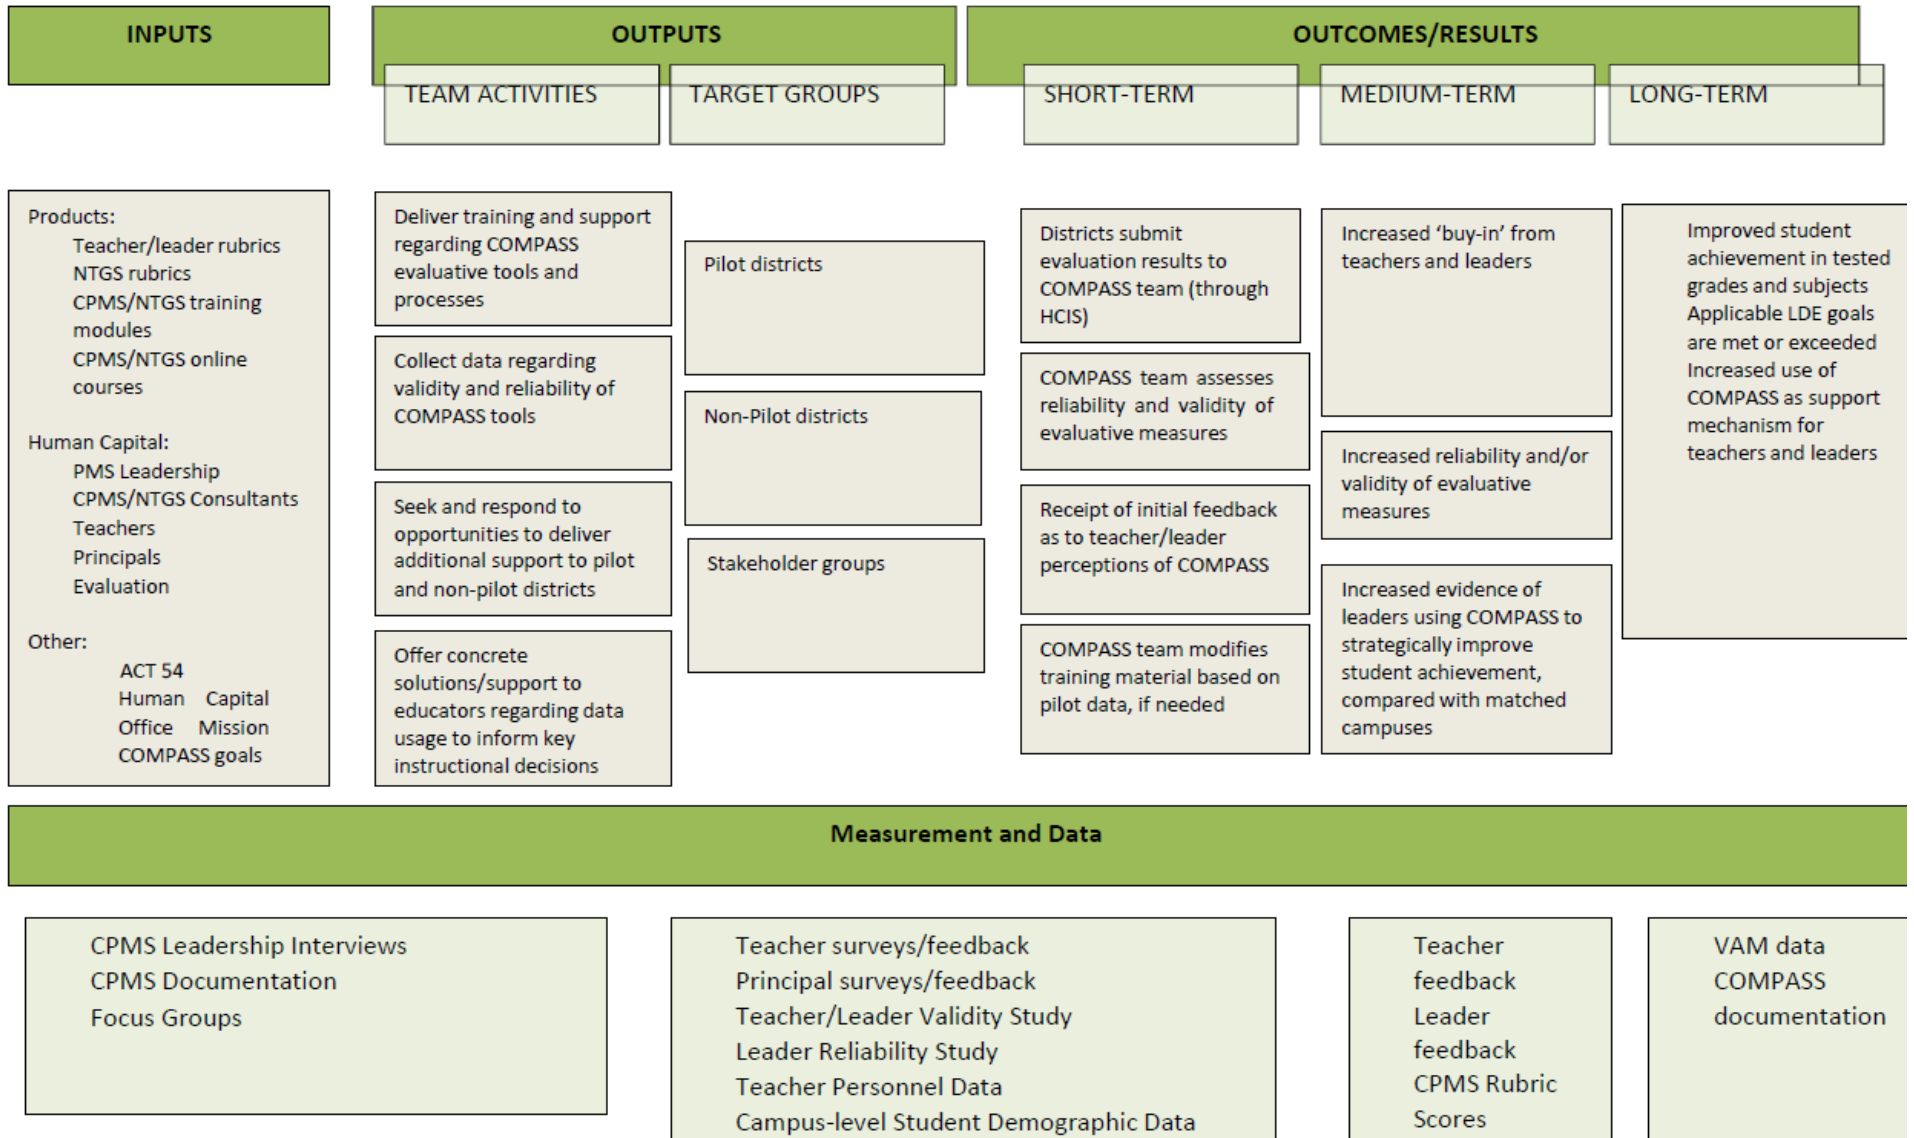 INPUTS
OUTPUTS
OUTCOMES/RESULTS
TEAM ACTIVITIES
TARGET GROUPS
SHORT-TERM
MEDIUM-TERM
LONG-TERM
Products:
Teacher/leader rubrics
NTGS rubrics
CPMS/NTGS training
modules
CPMS/NTGS online
courses
Human Capital:
PMS Leadership
CPMS/NTGS Consultants
Teachers
Principals
Evaluation
Other:
ACT 54
Human Capital
Office Mission
COMPASS goals
Deliver training and support
regarding COMPASS
evaluative tools and
processes
Collect data regarding
validity and reliability of
COMPASS tools
Seek and respond to
opportunities to deliver
additional support to pilot
and non-pilot districts
Offer concrete
solutions/support to
educators regarding data
usage to inform key
instructional decisions
Pilot districts
Non-Pilot districts
Stakeholder groups
Districts submit
evaluation results to
COMPASS team (through
HCIS)
COMPASS team assesses
reliability and validity of
evaluative measures
Receipt of initial feedback
as to teacher/leader
perceptions of COMPASS
COMPASS team modifies
training material based on
pilot data, if needed
Increased ‘buy-in’ from
teachers and leaders
Increased reliability and/or
validity of evaluative
measures
Increased evidence of
leaders using COMPASS to
strategically improve
student achievement,
compared with matched
campuses
Improved student
achievement in tested
grades and subjects
Applicable LDE goals
are met or exceeded
Increased use of
COMPASS as support
mechanism for
teachers and leaders
Measurement and Data
CPMS Leadership Interviews
CPMS Documentation
Focus Groups
Teacher surveys/feedback
Principal surveys/feedback
Teacher/Leader Validity Study
Leader Reliability Study
Teacher Personnel Data
Campus-level Student Demographic Data
Teacher
feedback
Leader
feedback
CPMS Rubric
Scores
VAM data
COMPASS
documentation